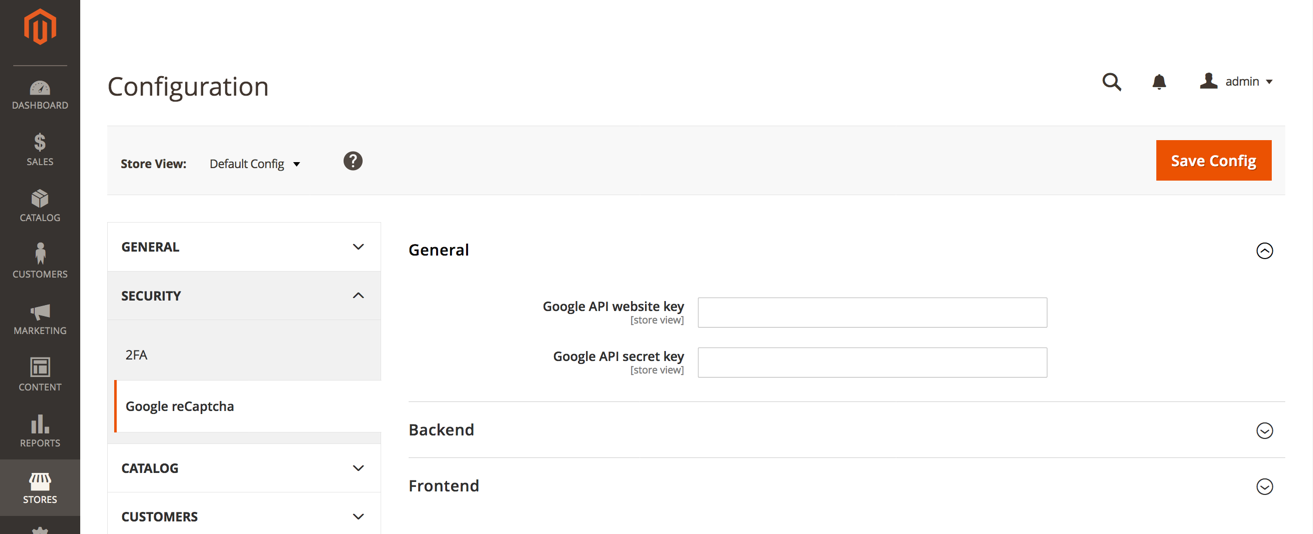 DASHBOARD
SALES
CATALOG
CUSTOMERS
MARKETING
CONTENT
REPORTS
STORES
Configuration
admin
Store View: Default Config ?
Save Config
GENERAL
SECURITY
2FA
Google reCaptcha
CATALOG
CUSTOMERS
General
Google API website key
[store view]
Google API secret key
[store view]
Backend
Frontend